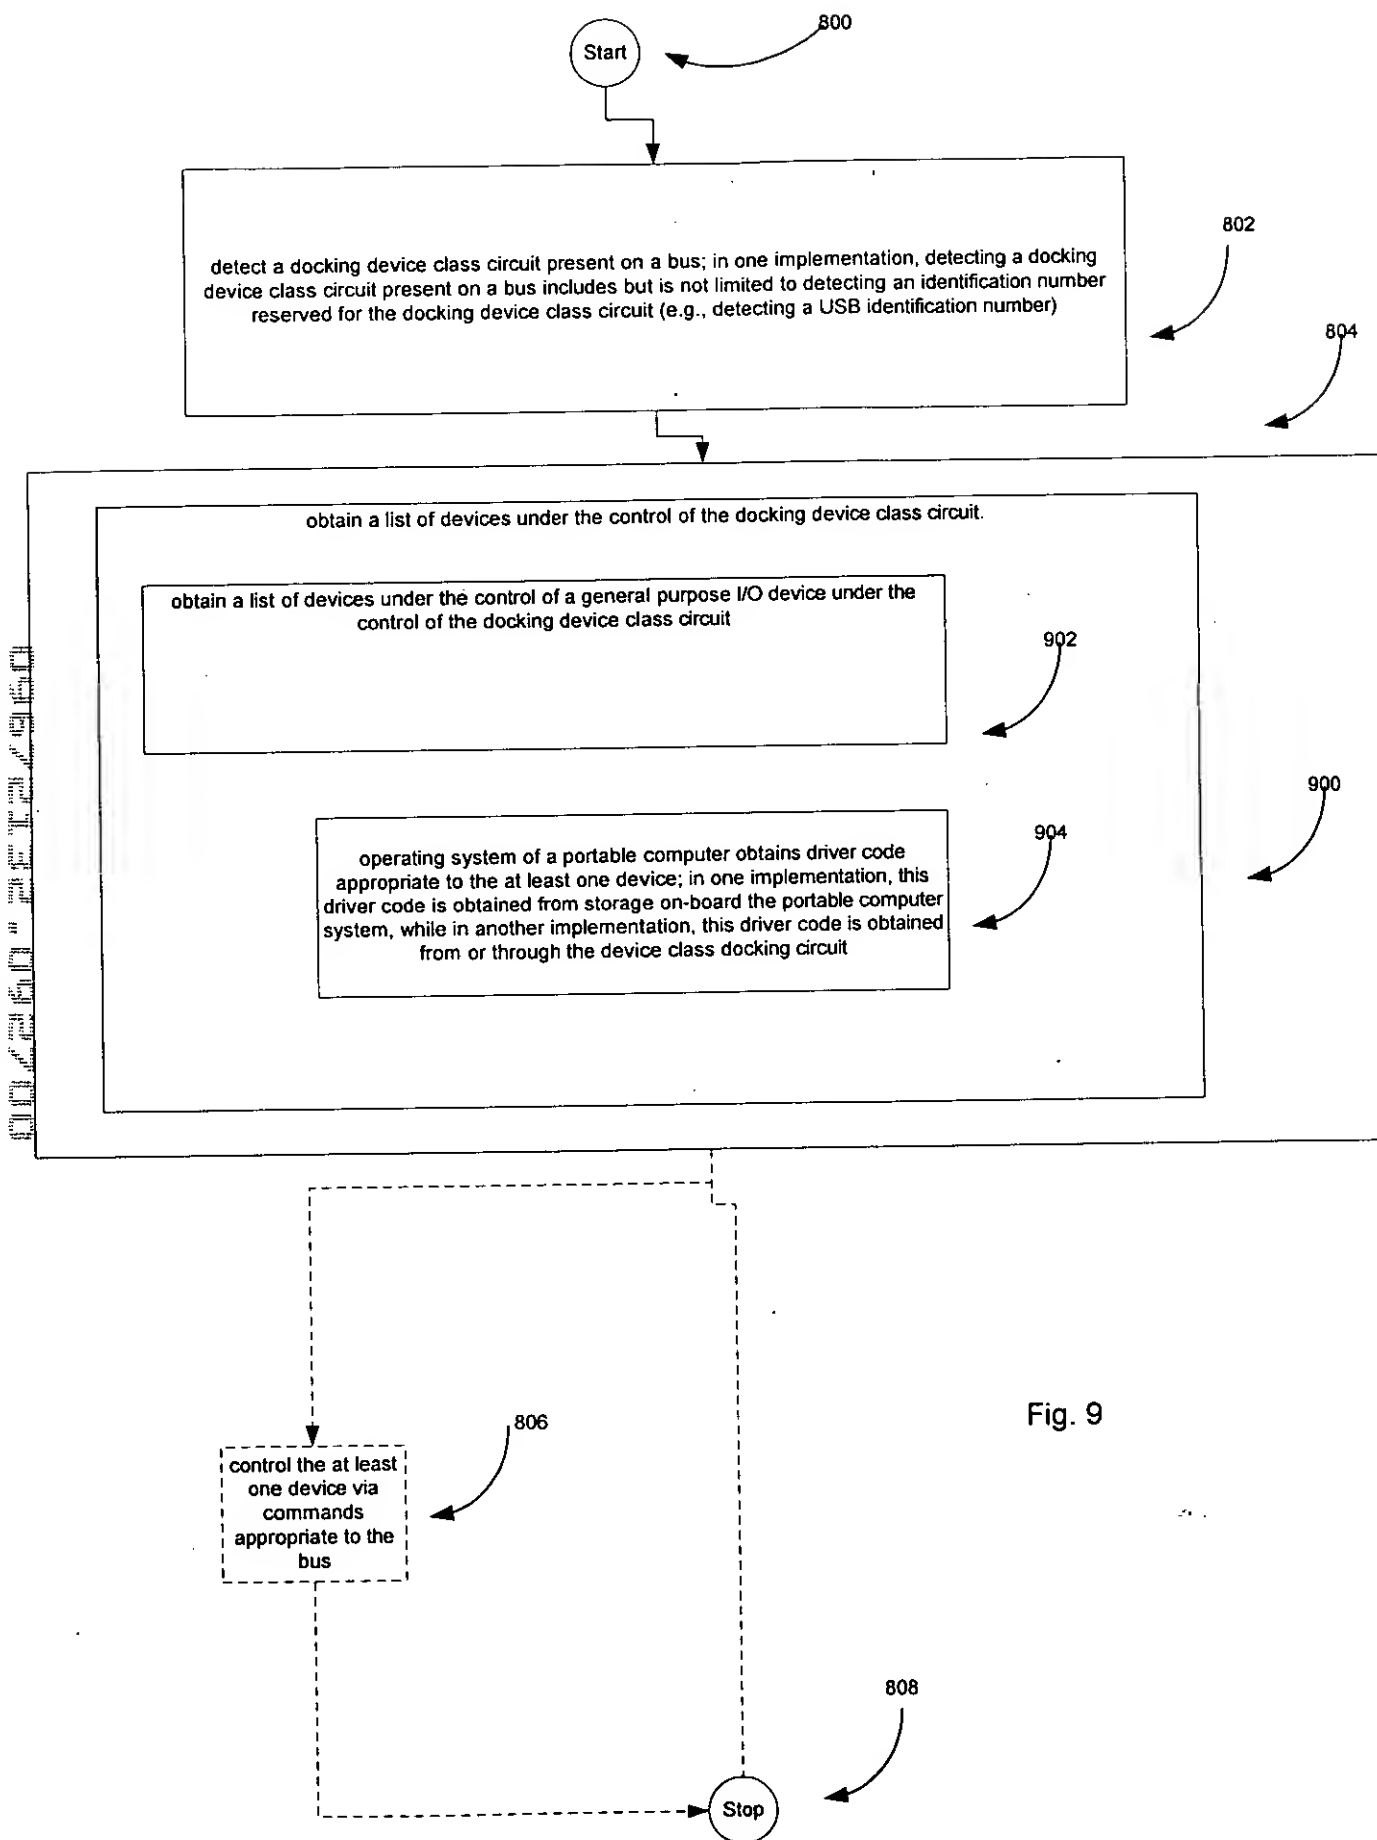 800
Start
802
detect a docking device class circuit present on a bus; in one implementation, detecting a docking
device class circuit present on a bus includes but is not limited to detecting an identification number
reserved for the docking device class circuit (e.g., detecting a USB identification number)
804
obtain a list of devices under the control of the docking device class circuit.
obtain a list of devices under the control of a general purpose I/O device under the
control of the docking device class circuit
902
900
904
operating system of a portable computer obtains driver code
appropriate to the at least one device; in one implementation, this
driver code is obtained from storage on-board the portable computer
system, while in another implementation, this driver code is obtained
from or through the device class docking circuit
Fig. 9
806
control the at least
one device via
commands
appropriate to the
bus
808
Stop